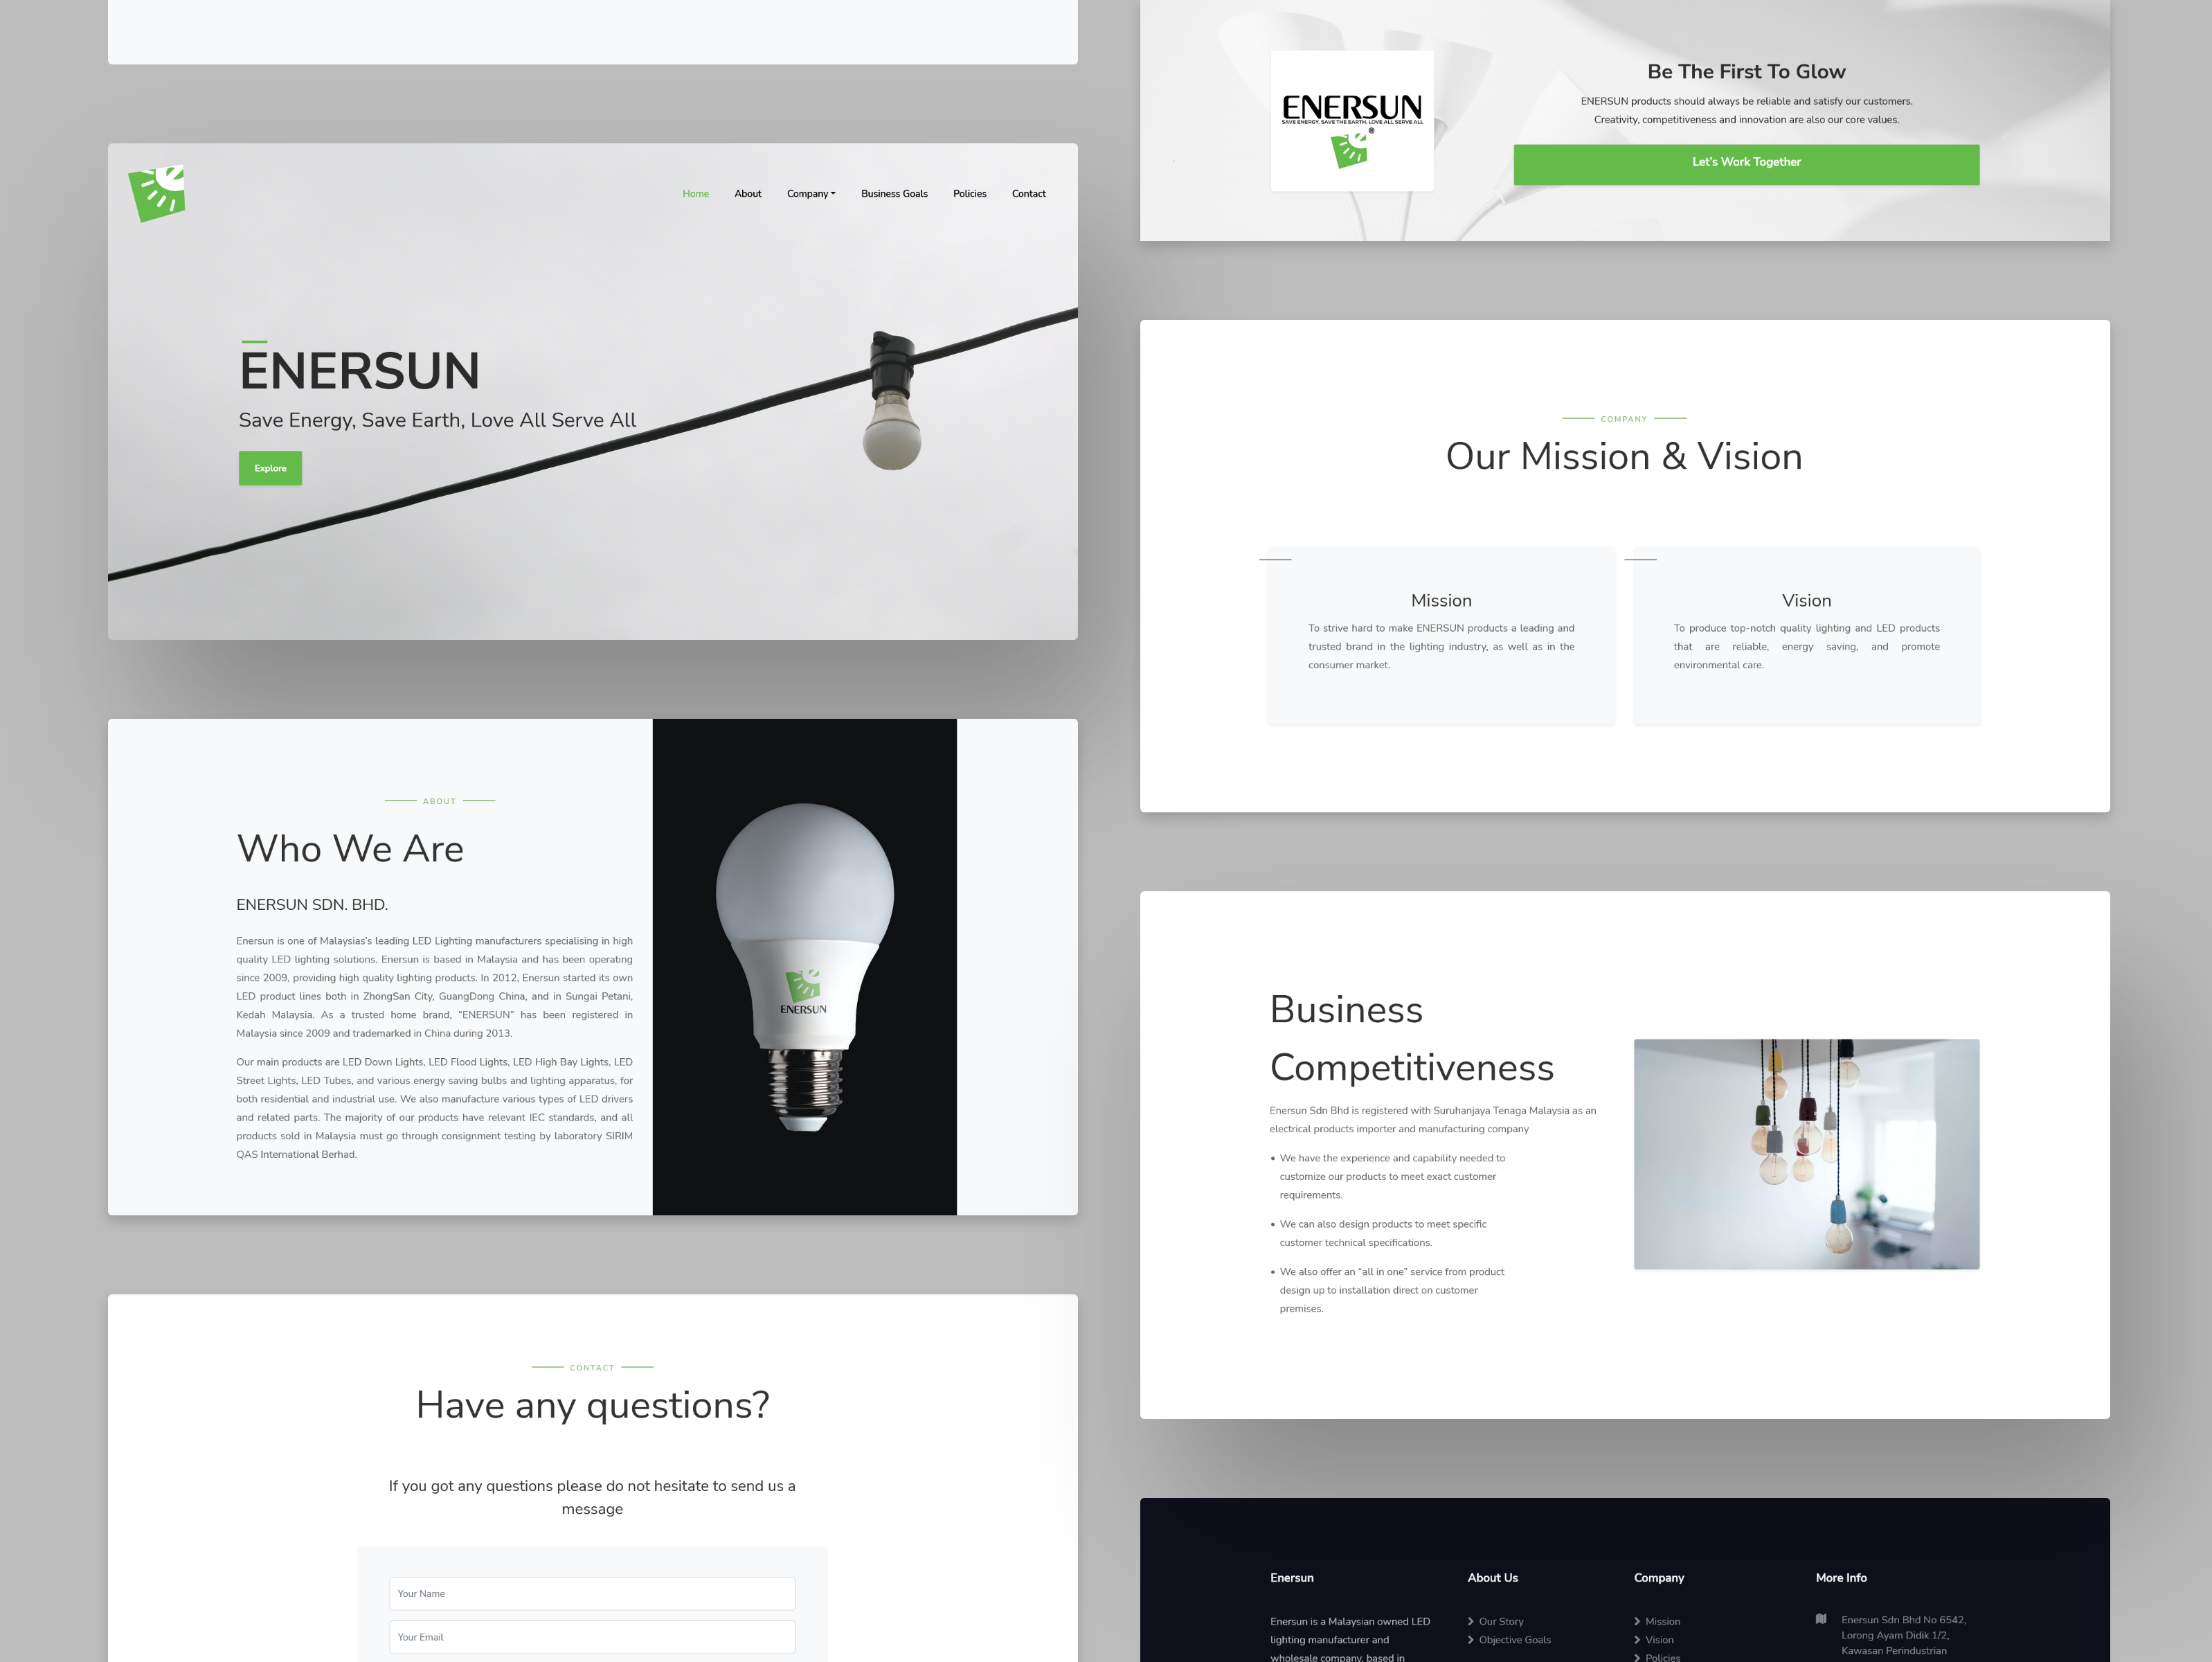 Home About Company Business Goals Policies Contact
ENERSUN
Save Energy, Save Earth, Love All Serve All
Explore
ABOUT
Who We Are
ENERSUN SDN. BHD.
Enersun is one of Malaysias's leading LED Lighting manufacturers specialising in high
quality LED lighting solutions. Enersun is based in Malaysia and has been operating
since 2009, providing high quality lighting products. In 2012, Enersun started its own
LED product lines both in ZhongSan City, GuangDong China, and in Sungai Petani,
Kedah Malaysia. As a trusted home brand, "ENERSUN" has been registered in
Malaysia since 2009 and trademarked in China during 2013.
Our main products are LED Down Lights, LED Flood Lights, LED High Bay Lights, LED
Street Lights, LED Tubes, and various energy saving bulbs and lighting apparatus, for
both residential and industrial use. We also manufacture various types of LED drivers
and related parts. The majority of our products have relevant IEC standards, and all
products sold in Malaysia must go through consignment testing by laboratory SIRIM
QAS International Berhad.
ENERSUN
CONTACT
Have any questions?
If you got any questions please do not hesitate to send us a
message
Your Name
Your Email
ENERSUN
SAVE ENERGY, SAVE THE EARTH, LOVE ALL SERVE ALL
®
Be The First To Glow
ENERSUN products should always be reliable and satisfy our customers.
Creativity, competitiveness and innovation are also our core values.
Let's Work Together
COMPANY
Our Mission & Vision
Mission
To strive hard to make ENERSUN products a leading and
trusted brand in the lighting industry, as well as in the
consumer market.
Vision
To produce top-notch quality lighting and LED products
that are reliable, energy saving, and promote
environmental care.
Business
Competitiveness
Enersun Sdn Bhd is registered with Suruhanjaya Tenaga Malaysia as an
electrical products importer and manufacturing company
• We have the experience and capability needed to
customize our products to meet exact customer
requirements.
• We can also design products to meet specific
customer technical specifications.
• We also offer an "all in one" service from product
design up to installation direct on customer
premises.
Enersun
Enersun is a Malaysian owned LED
lighting manufacturer and
wholesale company, based in
About Us
Our Story
Objective Goals
Company
Mission
Vision
Policies
More Info
Enersun Sdn Bhd No 6542,
Lorong Ayam Didik 1/2,
Kawasan Perindustrian